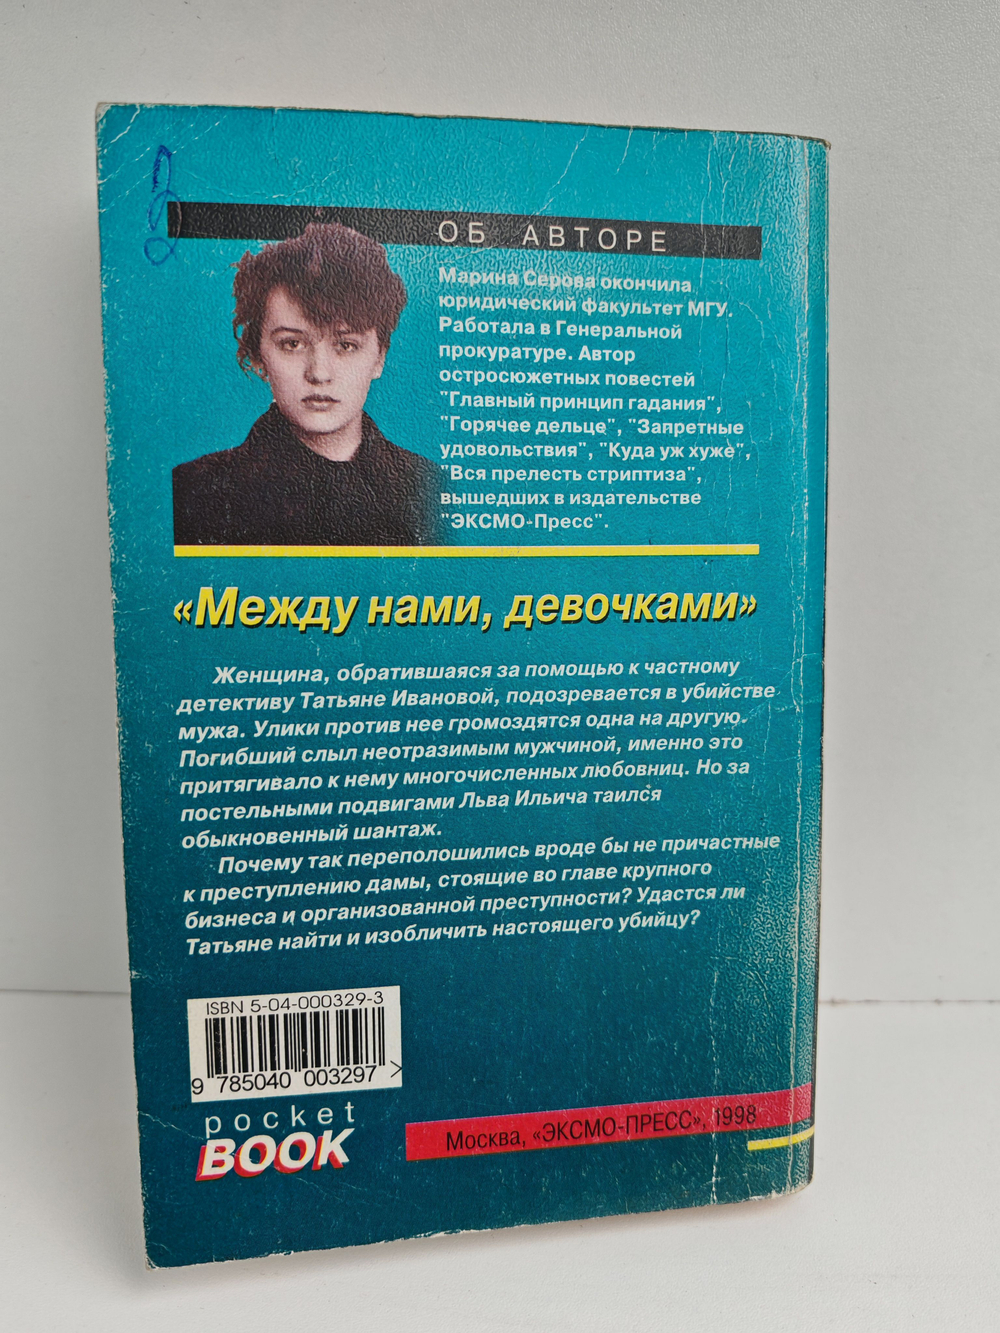 ОБ АВТОРЕ
Марина Серова окончила
юридический факультет МГУ.
Работала в Генеральной
прокуратуре. Автор
остросюжетных повестей
"Главный принцип гадания",
"Горячее дельце", "Запретные
удовольствия", "Куда уж хуже",
"Вся прелесть стриптиза",
вышедших в издательстве
"ЭКСМО-Пресс".
«Между нами, девочками»
Женщина, обратившаяся за помощью к частному
детективу Татьяне Ивановой, подозревается в убийстве
мужа. Улики против нее громоздятся одна на другую.
Погибший слыл неотразимым мужчиной, именно это
притягивало к нему многочисленных любовниц. Но за
постельными подвигами Льва Ильича таился
обыкновенный шантаж.
Почему так переполошились вроде бы не причастные
к преступлению дамы, стоящие во главе крупного
бизнеса и организованной преступности? Удастся ли
Татьяне найти и изобличить настоящего убийцу?
ISBN 5-04-000329-3
9 785040 003297 >
pocket
BOOK
Москва, «ЭКСМО-ПРЕСС», 1998